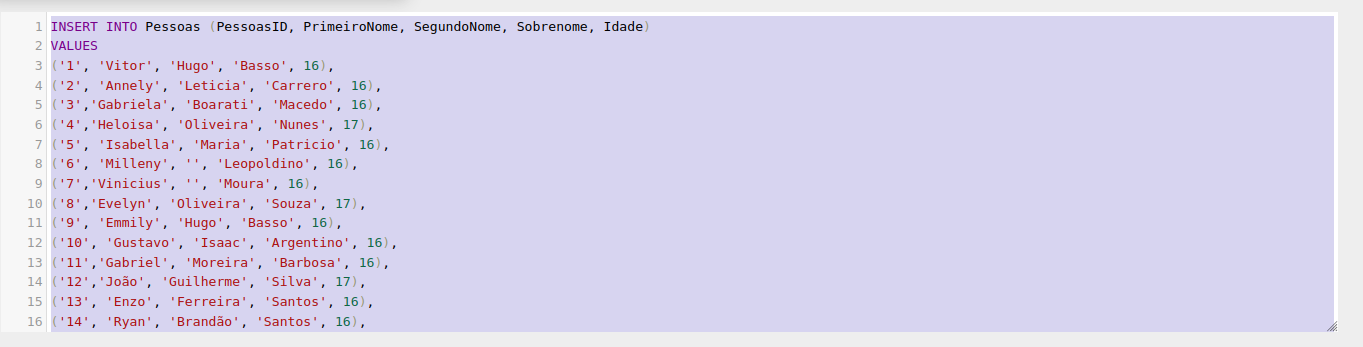 1 INSERT INTO Pessoas (PessoasID, PrimeiroNome, SegundoNome, Sobrenome, Idade)
2 VALUES
3 ('1', 'Vitor', 'Hugo', 'Basso', 16),
4 ('2', 'Annely', 'Leticia', 'Carrero', 16),
5 ('3','Gabriela', 'Boarati', 'Macedo', 16),
6 ('4','Heloisa', 'Oliveira', 'Nunes', 17),
7 ('5', 'Isabella', 'Maria', 'Patricio', 16),
8 ('6', 'Milleny', '', 'Leopoldino', 16),
9 ('7','Vinicius', '', 'Moura', 16),
10 ('8','Evelyn', 'Oliveira', 'Souza', 17),
11 ('9', 'Emmily', 'Hugo', 'Basso', 16),
12 ('10', 'Gustavo', 'Isaac', 'Argentino', 16),
13 ('11','Gabriel', 'Moreira', 'Barbosa', 16),
14 ('12','João', 'Guilherme', 'Silva', 17),
15 ('13', 'Enzo', 'Ferreira', 'Santos', 16),
16 ('14', 'Ryan', 'Brandão', 'Santos', 16),